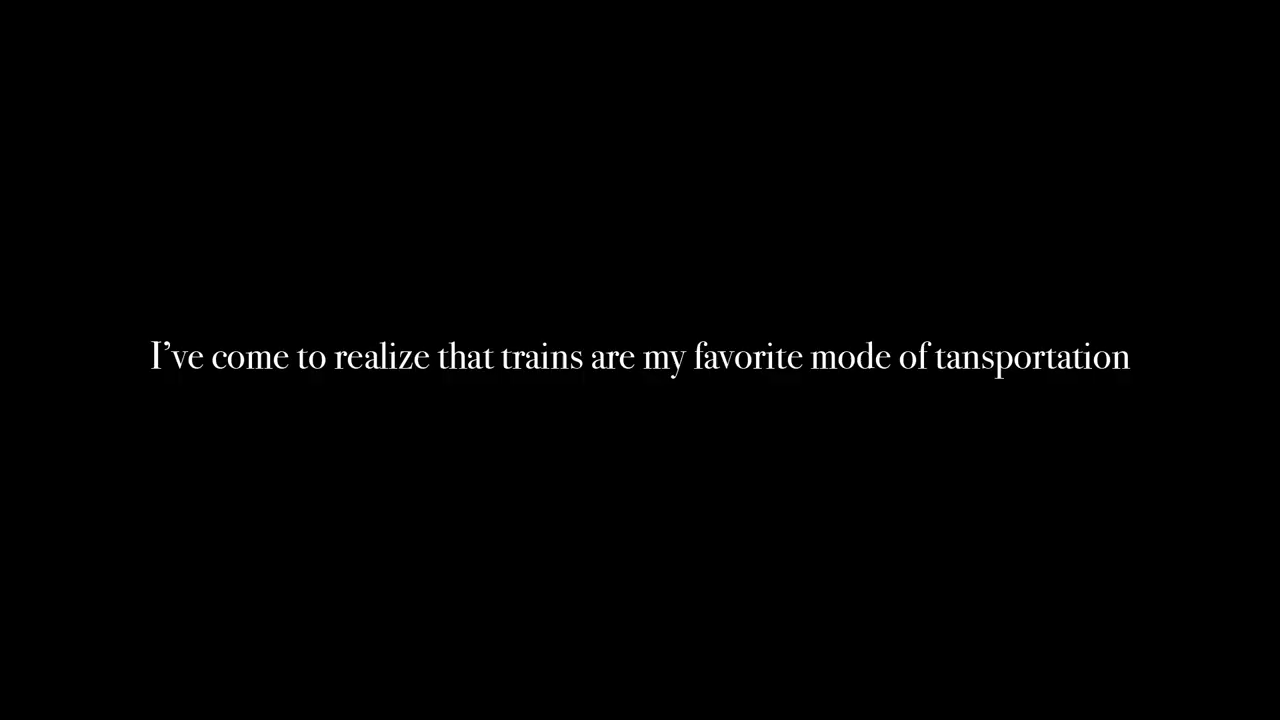 I’ve come to realize that trains are my favorite mode of tansportation